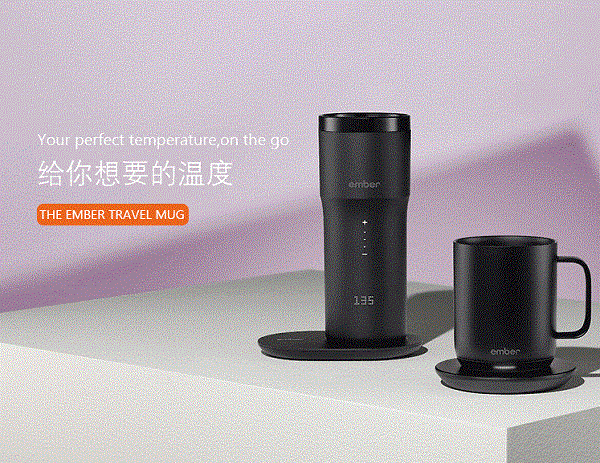 Your perfect temperature,on the go
给你想要的温度
THE EMBER TRAVEL MUG
ember
135
ember